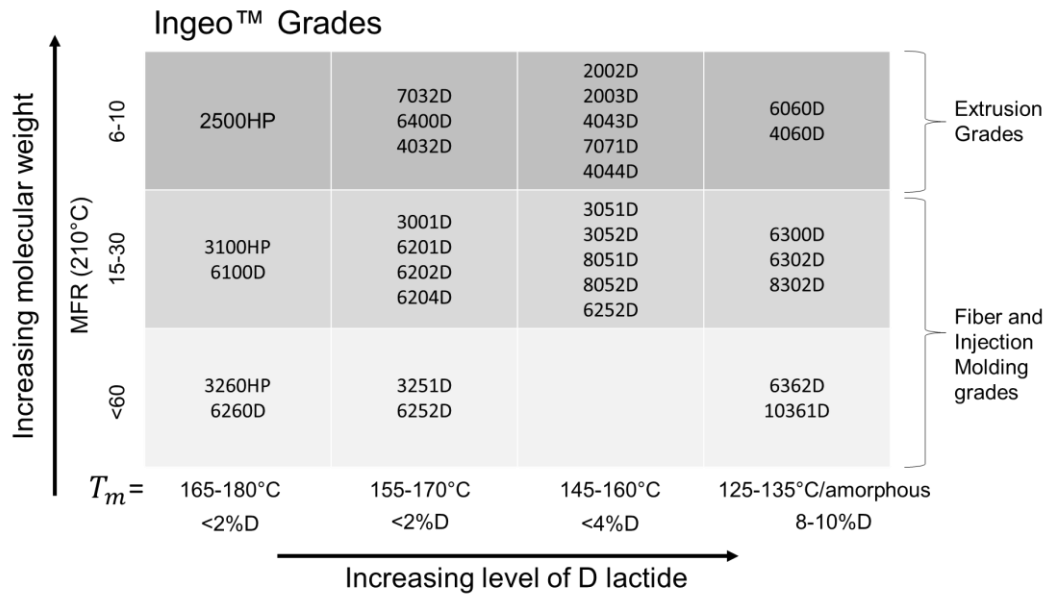 Ingeo™ Grades
Increasing molecular weight
MFR (210°C)
6-10
2500HP
7032D
6400D
4032D
2002D
2003D
4043D
7071D
4044D
6060D
4060D
Extrusion
Grades
15-30
3100HP
6100D
3001D
6201D
6202D
6204D
3051D
3052D
8051D
8052D
6252D
6300D
6302D
8302D
Fiber and
Injection
Molding
grades
<60
3260HP
6260D
3251D
6252D
6362D
10361D
Tm=
165-180°C
155-170°C
145-160°C
125-135°C/amorphous
<2%D
<2%D
<4%D
8-10%D
Increasing level of D lactide